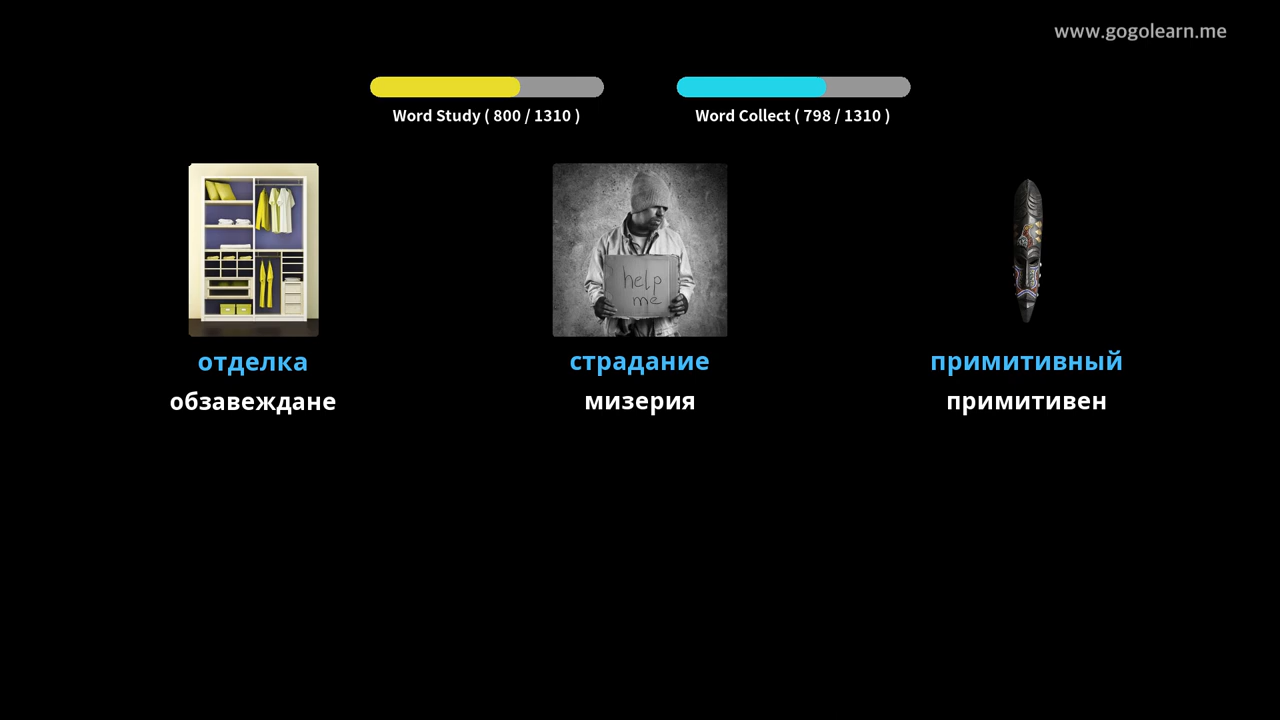 www.gogolearn.me
Word Study ( 800 / 1310 )
Word Collect ( 798 / 1310 )
help
me
отделка
страдание
примитивный
обзавеждане
мизерия
примитивен